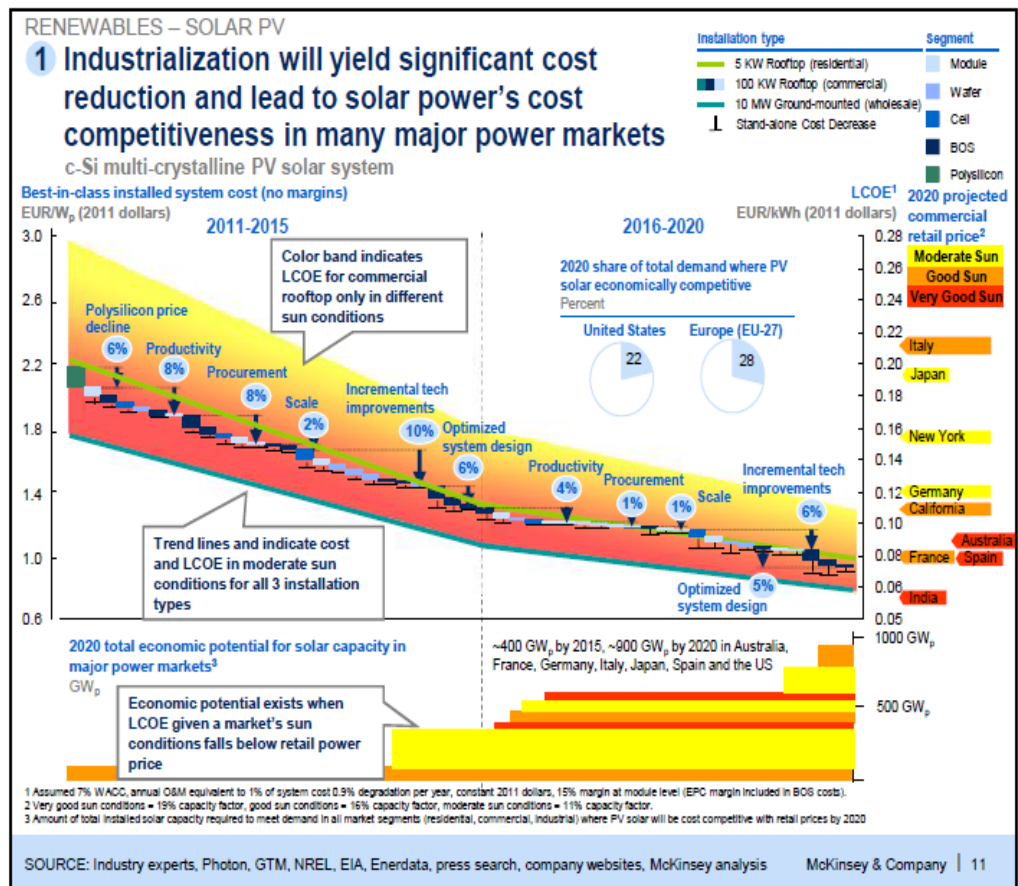 RENEWABLES – SOLAR PV
1 Industrialization will yield significant cost
reduction and lead to solar power's cost
competitiveness in many major power markets
c-Si multi-crystalline PV solar system
Installation type
5 KW Rooftop (residential)
100 KW Rooftop (commercial)
10 MW Ground-mounted (wholesale)
Stand-alone Cost Decrease
Segment
Module
Wafer
Cell
BOS
Polysilicon
Best-in-class installed system cost (no margins)
EUR/Wp (2011 dollars)
2011-2015
2016-2020
LCOE1
EUR/kWh (2011 dollars)
2020 projected
commercial
retail price2
Moderate Sun
Good Sun
Very Good Sun
3.0
2.6
2.2
1.8
1.4
1.0
0.6
Color band indicates
LCOE for commercial
rooftop only in different
sun conditions
2020 share of total demand where PV
solar economically competitive
Percent
United States
Europe (EU-27)
22
28
Polysilicon price
decline
6%
Productivity
8%
Procurement
8%
Scale
2%
Incremental tech
improvements
10%
Optimized
system design
6%
Productivity
4%
Procurement
1%
Scale
1%
Incremental tech
improvements
6%
Optimized
system design
5%
Trend lines and indicate cost
and LCOE in moderate sun
conditions for all 3 installation
types
0.28
0.26
0.24
0.22
0.20
0.18
0.16
0.14
0.12
0.10
0.08
0.06
0.05
Italy
Japan
New York
Germany
California
Australia
France
Spain
India
2020 total economic potential for solar capacity in
major power markets3
GWp
Economic potential exists when
LCOE given a market's sun
conditions falls below retail power
price
~400 GWp by 2015, ~900 GWp by 2020 in Australia,
France, Germany, Italy, Japan, Spain and the US
1000 GWp
500 GWp
1 Assumed 7% WACC, annual O&M equivalent to 1% of system cost 0.9% degradation per year, constant 2011 dollars, 15% margin at module level (EPC margin included in BOS costs).
2 Very good sun conditions = 19% capacity factor, good sun conditions = 16% capacity factor, moderate sun conditions = 11% capacity factor.
3 Amount of total installed solar capacity required to meet demand in all market segments (residential, commercial, industrial) where PV solar will be cost competitive with retail prices by 2020
SOURCE: Industry experts, Photon, GTM, NREL, EIA, Enerdata, press search, company websites, McKinsey analysis
McKinsey & Company | 11